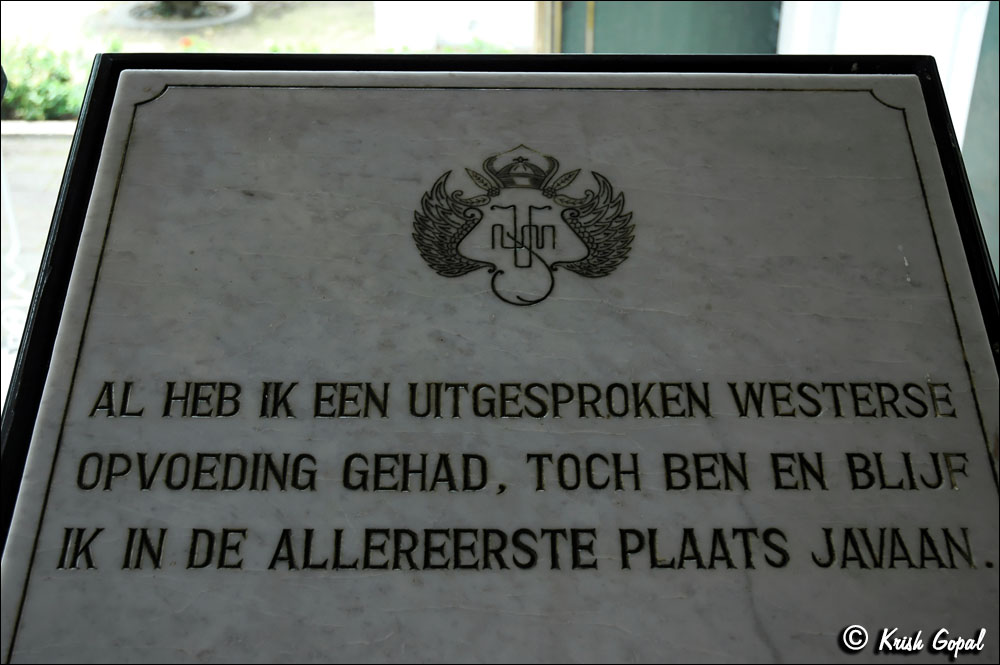 AL HEB IK EEN UITGESPROKEN WESTERSE
OPVOEDING GEHAD, TOCH BEN EN BLIJF
IK IN DE ALLEREERSTE PLAATS JAVAAN.
© Krish Gopal